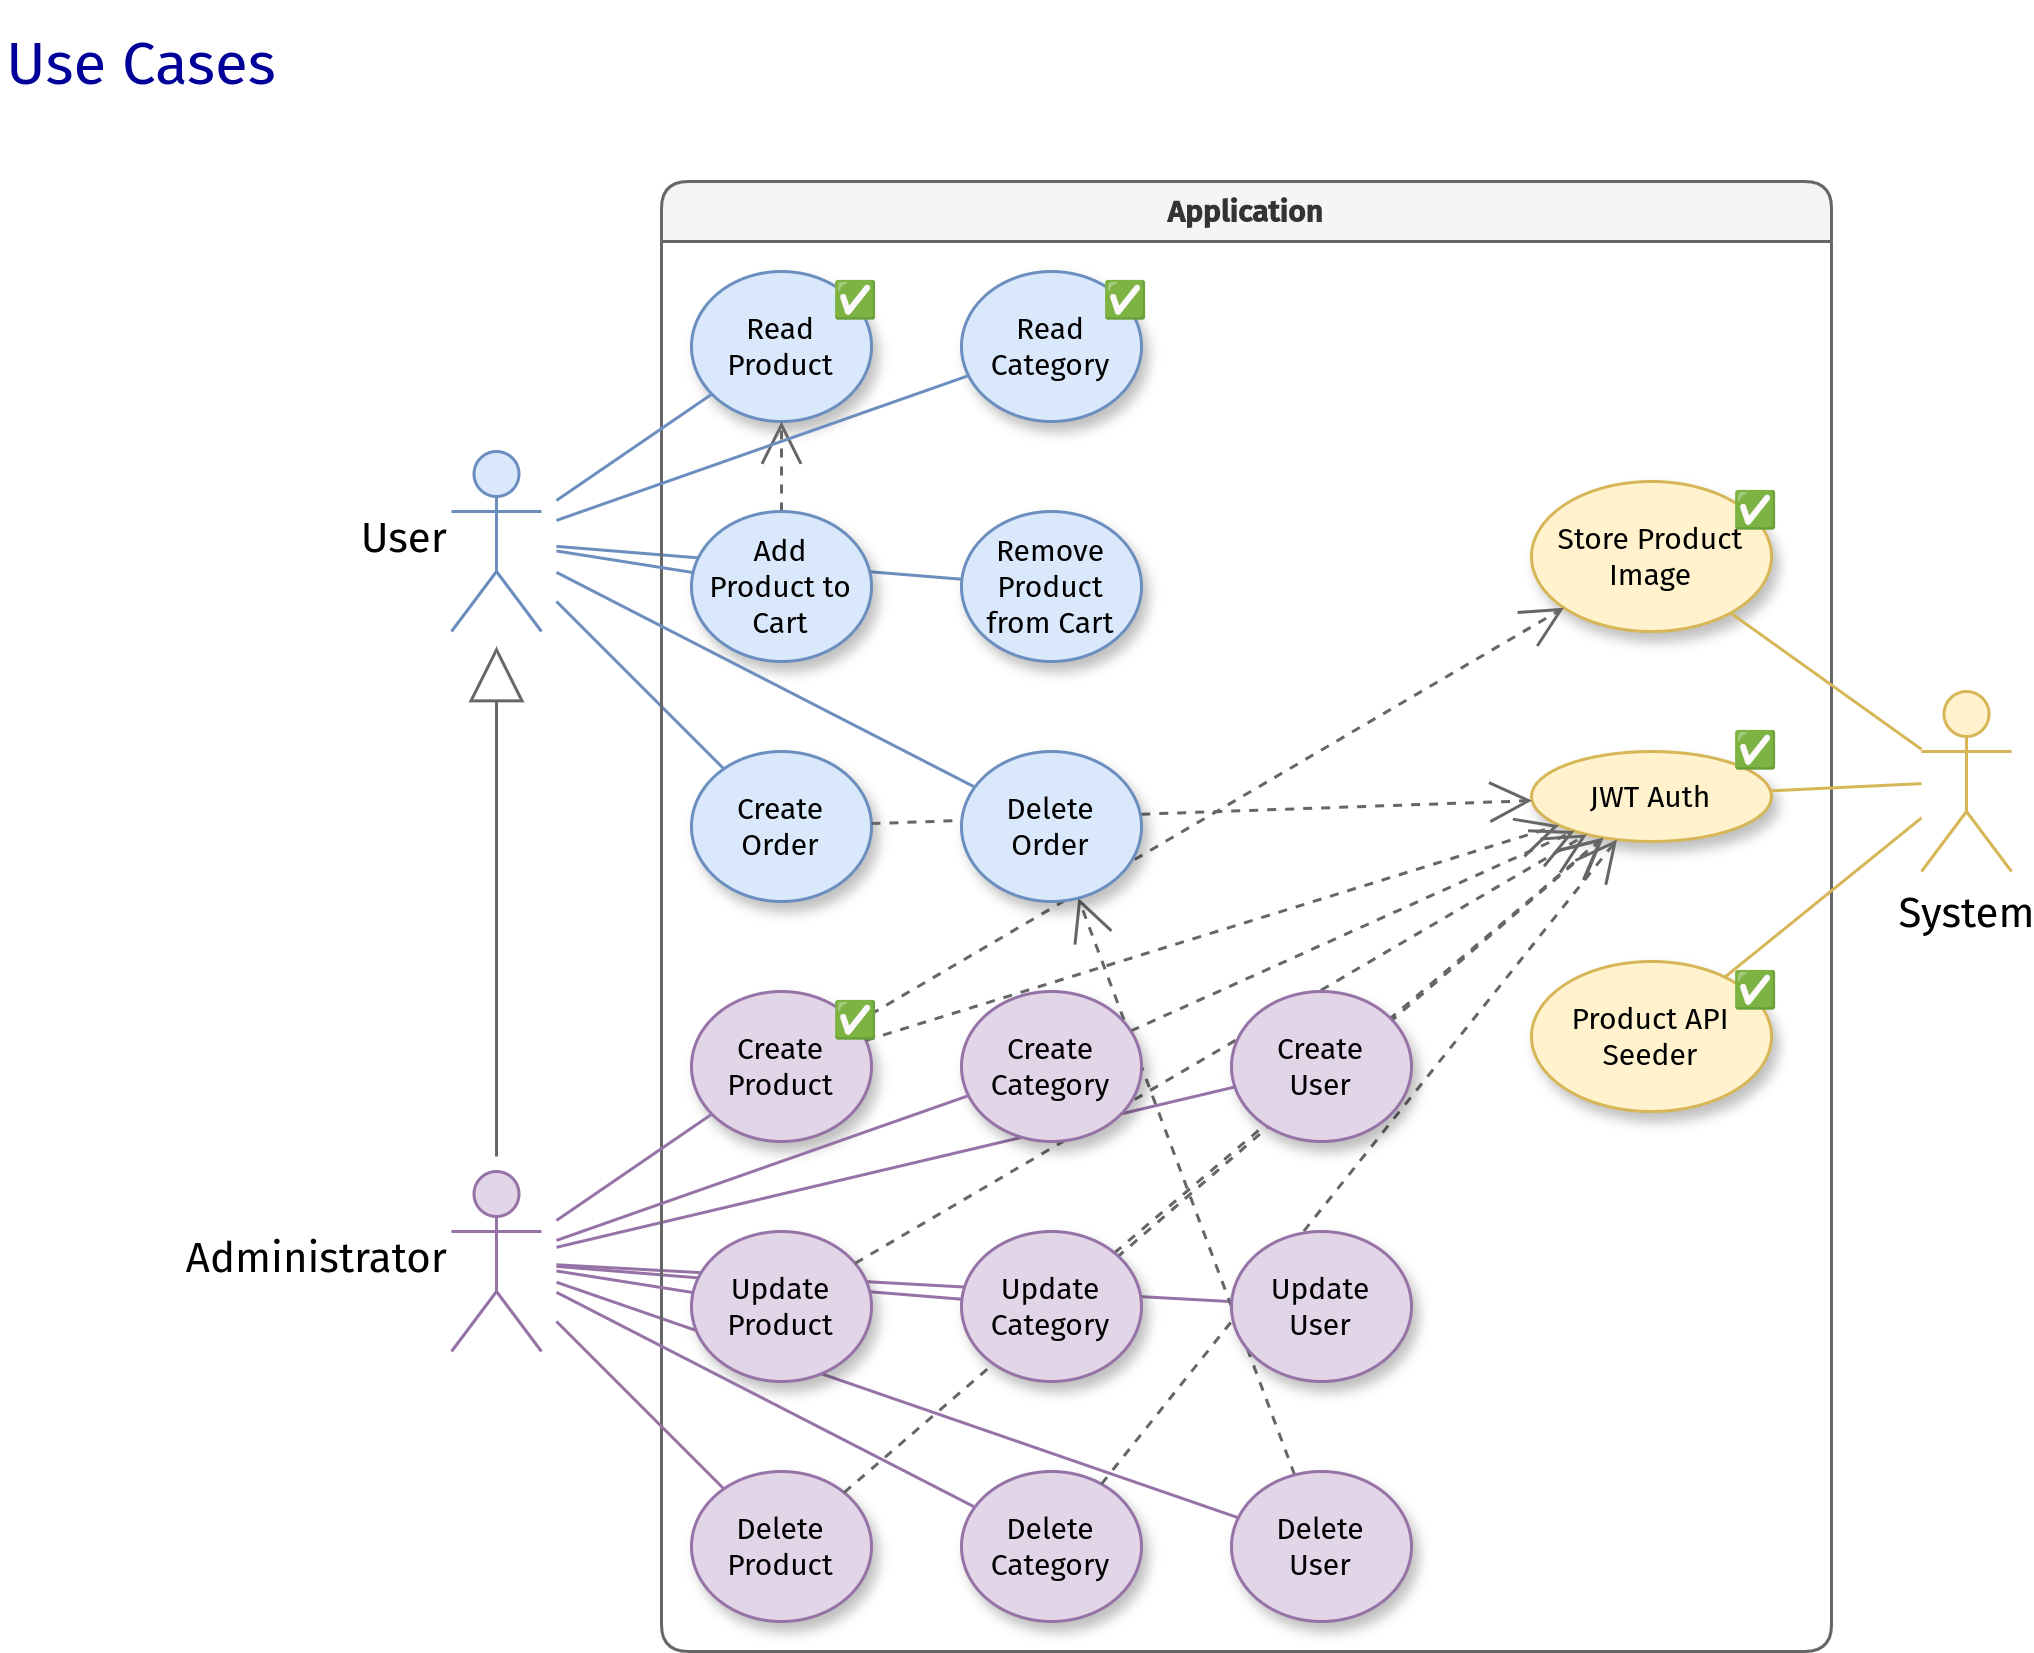 Use Cases
Application
Read
Product
Read
Category
User
Add
Product to
Cart
Remove
Product
from Cart
Store Product
Image
Create
Order
Delete
Order
JWT Auth
System
Create
Product
Create
Category
Create
User
Product API
Seeder
Administrator
Update
Product
Update
Category
Update
User
Delete
Product
Delete
Category
Delete
User